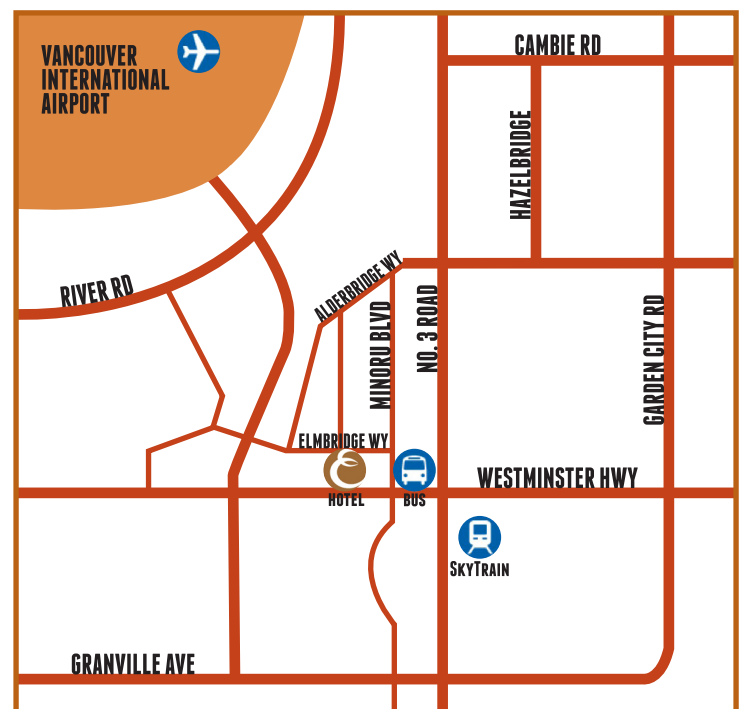 VANCOUVER
INTERNATIONAL
AIRPORT
CAMBIE RD
HAZELBRIDGE
RIVER RD
ALDERBRIDGE WY
MINORU BLVD
NO. 3 ROAD
GARDEN CITY RD
ELMBRIDGE WY
HOTEL
BUS
WESTMINSTER HWY
SKYTRAIN
GRANVILLE AVE